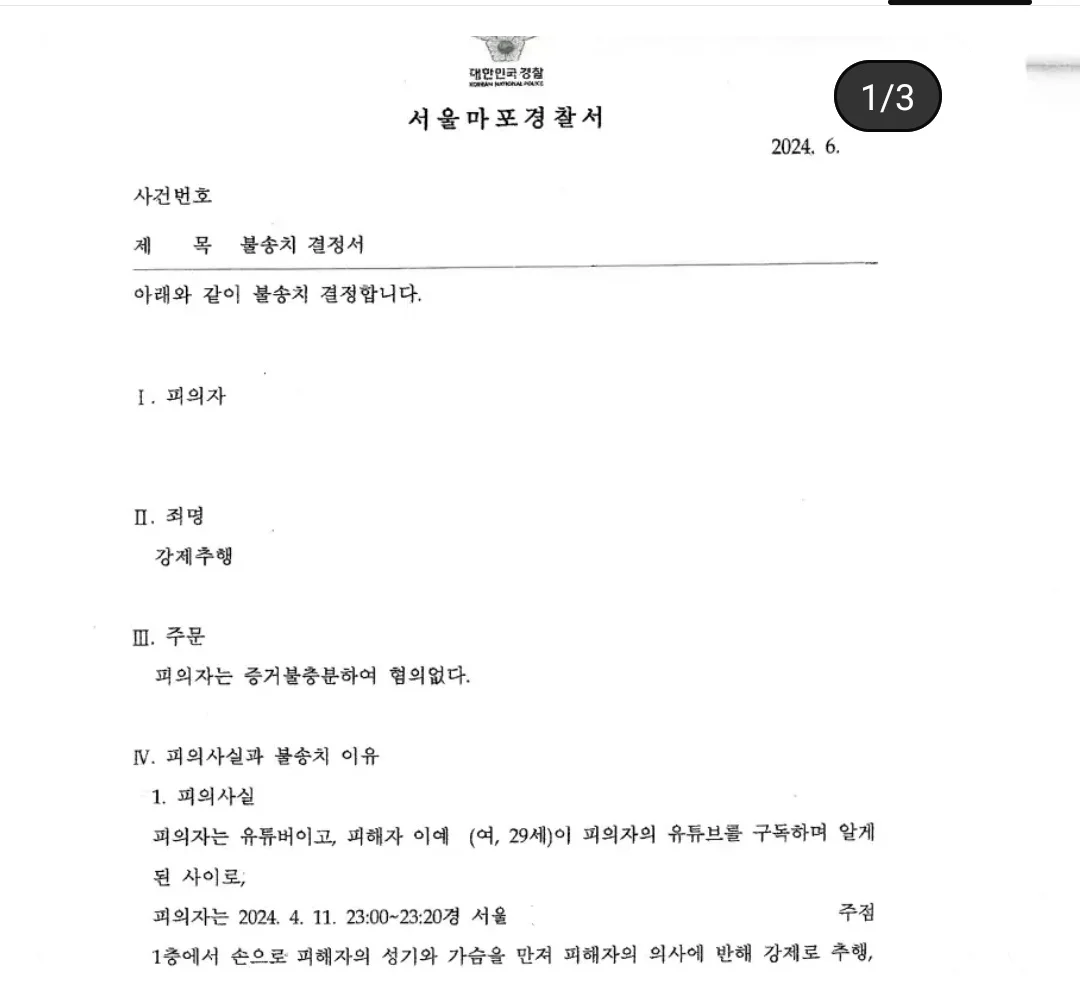 대한민국 경찰
KOREAN NATIONAL POLICE
서울마포경찰서
1/3
2024. 6.
사건번호
제 목 불송치 결정서
아래와 같이 불송치 결정합니다.
Ⅰ. 피의자
Ⅱ. 죄명
강제추행
Ⅲ. 주문
피의자는 증거불충분하여 혐의없다.
Ⅳ. 피의사실과 불송치 이유
1. 피의사실
피의자는 유튜버이고, 피해자 이예 (여, 29세)이 피의자의 유튜브를 구독하며 알게
된 사이로,
피의자는 2024. 4. 11. 23:00~23:20경 서울 주점
1층에서 손으로 피해자의 성기와 가슴을 만져 피해자의 의사에 반해 강제로 추행,